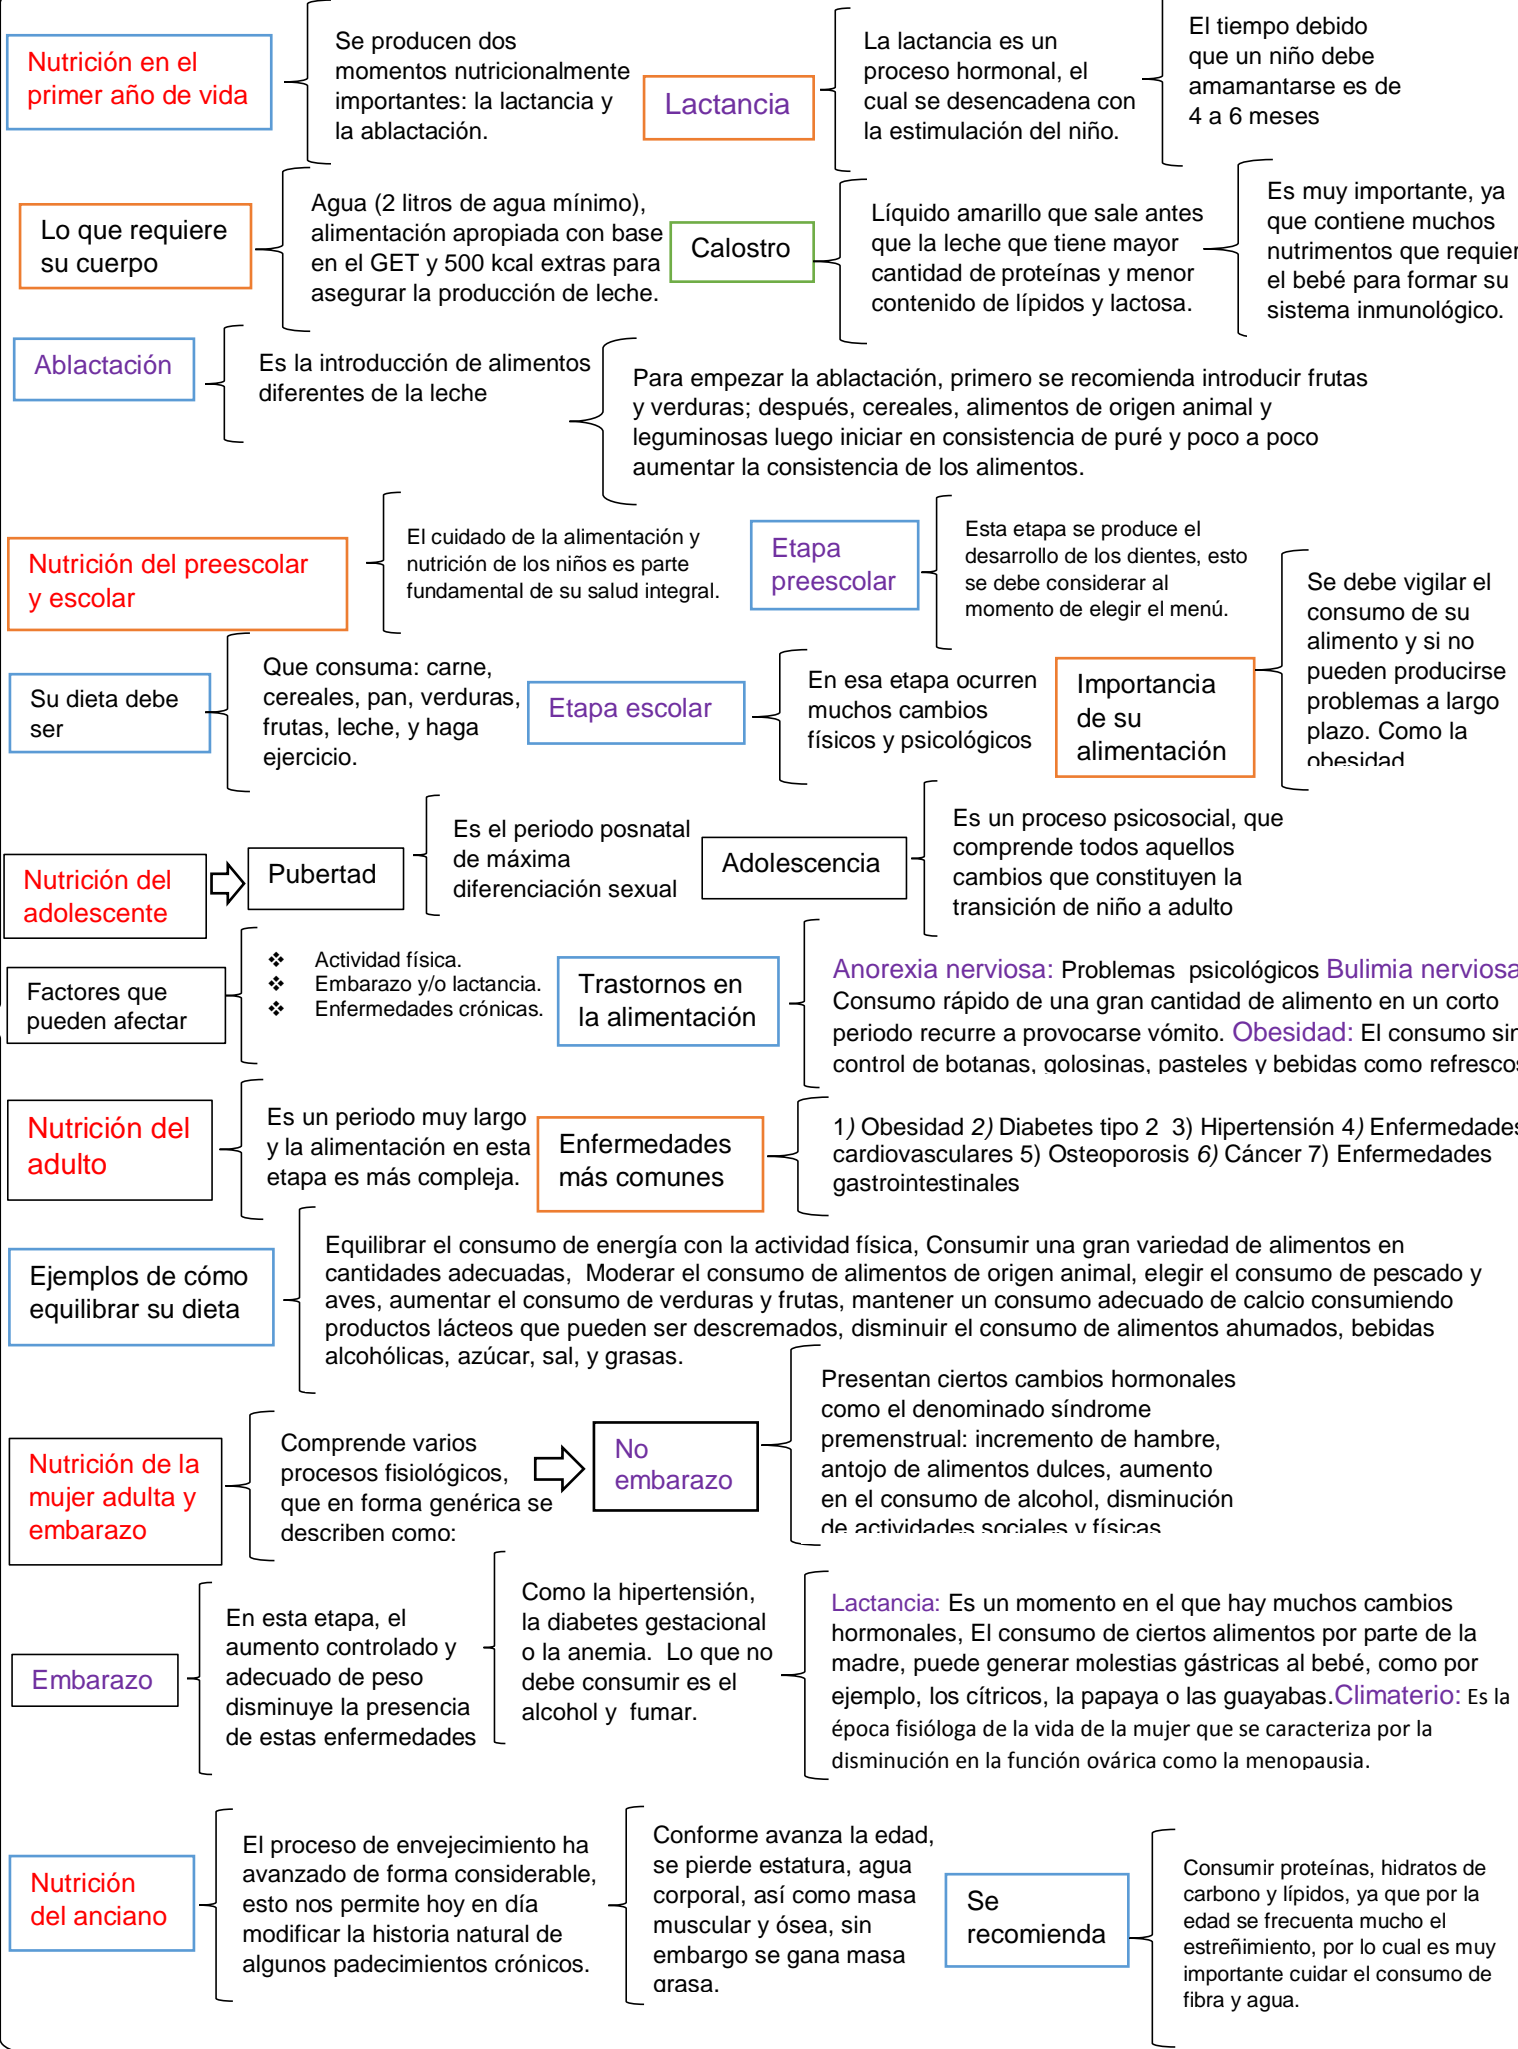 Nutrición en el
primer año de vida
Se producen dos
momentos nutricionalmente
importantes: la lactancia y
la ablactación.
Lactancia
La lactancia es un
proceso hormonal, el
cual se desencadena con
la estimulación del niño.
El tiempo debido
que un niño debe
amamantarse es de
4 a 6 meses
Lo que requiere
su cuerpo
Agua (2 litros de agua mínimo),
alimentación apropiada con base
en el GET y 500 kcal extras para
asegurar la producción de leche.
Calostro
Líquido amarillo que sale antes
que la leche que tiene mayor
cantidad de proteínas y menor
contenido de lípidos y lactosa.
Es muy importante, ya
que contiene muchos
nutrimentos que requier
el bebé para formar su
sistema inmunológico.
Ablactación
Es la introducción de alimentos
diferentes de la leche
Para empezar la ablactación, primero se recomienda introducir frutas
y verduras; después, cereales, alimentos de origen animal y
leguminosas luego iniciar en consistencia de puré y poco a poco
aumentar la consistencia de los alimentos.
Nutrición del preescolar
y escolar
El cuidado de la alimentación y
nutrición de los niños es parte
fundamental de su salud integral.
Etapa
preescolar
Esta etapa se produce el
desarrollo de los dientes, esto
se debe considerar al
momento de elegir el menú.
Su dieta debe
ser
Que consuma: carne,
cereales, pan, verduras,
frutas, leche, y haga
ejercicio.
Etapa escolar
En esa etapa ocurren
muchos cambios
físicos y psicológicos
Importancia
de su
alimentación
Se debe vigilar el
consumo de su
alimento y si no
pueden producirse
problemas a largo
plazo. Como la
obesidad
Nutrición del
adolescente
Pubertad
Es el periodo posnatal
de máxima
diferenciación sexual
Adolescencia
Es un proceso psicosocial, que
comprende todos aquellos
cambios que constituyen la
transición de niño a adulto
Factores que
pueden afectar
❖ Actividad física.
❖ Embarazo y/o lactancia.
❖ Enfermedades crónicas.
Trastornos en
la alimentación
Anorexia nerviosa: Problemas  psicológicos Bulimia nerviosa
Consumo rápido de una gran cantidad de alimento en un corto
periodo recurre a provocarse vómito. Obesidad: El consumo sin
control de botanas, golosinas, pasteles y bebidas como refrescos
Nutrición del
adulto
Es un periodo muy largo
y la alimentación en esta
etapa es más compleja.
Enfermedades
más comunes
1) Obesidad 2) Diabetes tipo 2  3) Hipertensión 4) Enfermedades
cardiovasculares 5) Osteoporosis 6) Cáncer 7) Enfermedades
gastrointestinales
Ejemplos de cómo
equilibrar su dieta
Equilibrar el consumo de energía con la actividad física, Consumir una gran variedad de alimentos en
cantidades adecuadas,  Moderar el consumo de alimentos de origen animal, elegir el consumo de pescado y
aves, aumentar el consumo de verduras y frutas, mantener un consumo adecuado de calcio consumiendo
productos lácteos que pueden ser descremados, disminuir el consumo de alimentos ahumados, bebidas
alcohólicas, azúcar, sal, y grasas.
Nutrición de la
mujer adulta y
embarazo
Comprende varios
procesos fisiológicos,
que en forma genérica se
describen como:
No
embarazo
Presentan ciertos cambios hormonales
como el denominado síndrome
premenstrual: incremento de hambre,
antojo de alimentos dulces, aumento
en el consumo de alcohol, disminución
de actividades sociales y físicas
Embarazo
En esta etapa, el
aumento controlado y
adecuado de peso
disminuye la presencia
de estas enfermedades
Como la hipertensión,
la diabetes gestacional
o la anemia.  Lo que no
debe consumir es el
alcohol y  fumar.
Lactancia: Es un momento en el que hay muchos cambios
hormonales, El consumo de ciertos alimentos por parte de la
madre, puede generar molestias gástricas al bebé, como por
ejemplo, los cítricos, la papaya o las guayabas.Climaterio: Es la
época fisióloga de la vida de la mujer que se caracteriza por la
disminución en la función ovárica como la menopausia.
Nutrición
del anciano
El proceso de envejecimiento ha
avanzado de forma considerable,
esto nos permite hoy en día
modificar la historia natural de
algunos padecimientos crónicos.
Conforme avanza la edad,
se pierde estatura, agua
corporal, así como masa
muscular y ósea, sin
embargo se gana masa
grasa.
Se
recomienda
Consumir proteínas, hidratos de
carbono y lípidos, ya que por la
edad se frecuenta mucho el
estreñimiento, por lo cual es muy
importante cuidar el consumo de
fibra y agua.